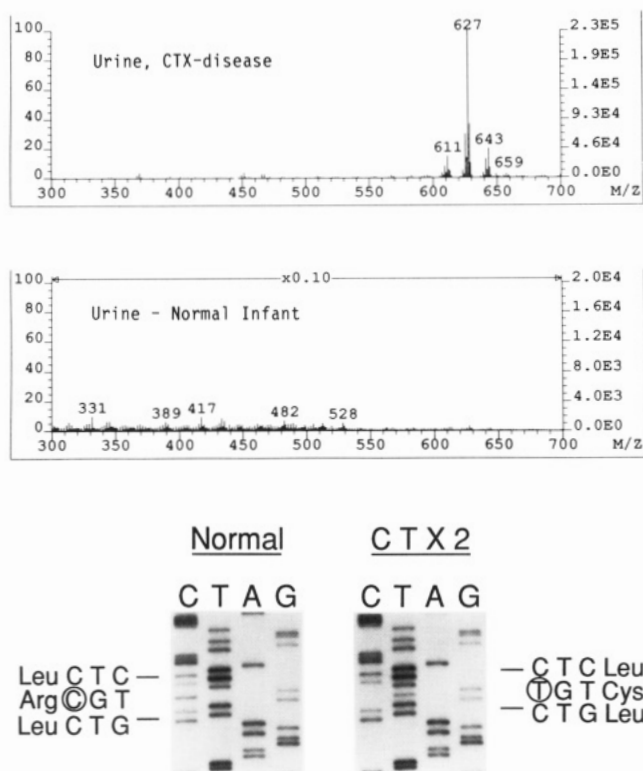 100
80
60
40
20
0
Urine, CTX-disease
627
611
643
659
2.3E5
1.9E5
1.4E5
9.3E4
4.6E4
0.0E0
300 350 400 450 500 550 600 650 700 M/Z
100
80
60
40
20
0
x0.10
Urine - Normal Infant
331
389
417
482
528
2.0E4
1.6E4
1.2E4
8.0E3
4.0E3
0.0E0
300 350 400 450 500 550 600 650 700 M/Z
Normal
CTX2
C T A G
C T A G
Leu C T C
Arg C G T
Leu C T G
C T C Leu
T G T Cys
C T G Leu